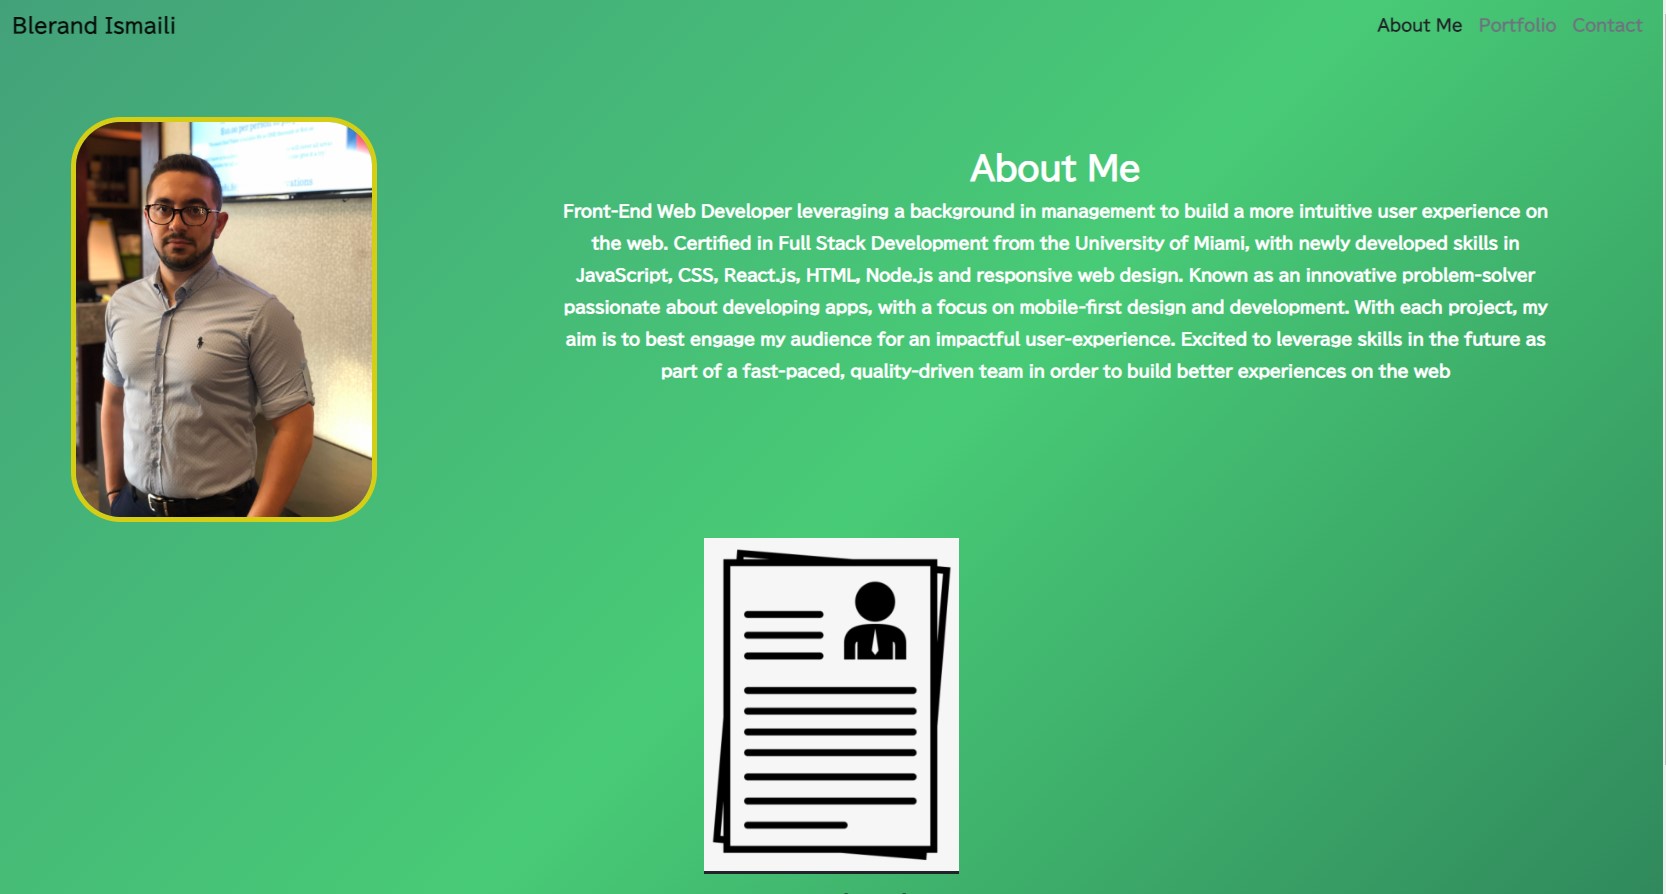 Blerand Ismaili
About Me Portfolio Contact
About Me
Front-End Web Developer leveraging a background in management to build a more intuitive user experience on
the web. Certified in Full Stack Development from the University of Miami, with newly developed skills in
JavaScript, CSS, React.js, HTML, Node.js and responsive web design. Known as an innovative problem-solver
passionate about developing apps, with a focus on mobile-first design and development. With each project, my
aim is to best engage my audience for an impactful user-experience. Excited to leverage skills in the future as
part of a fast-paced, quality-driven team in order to build better experiences on the web